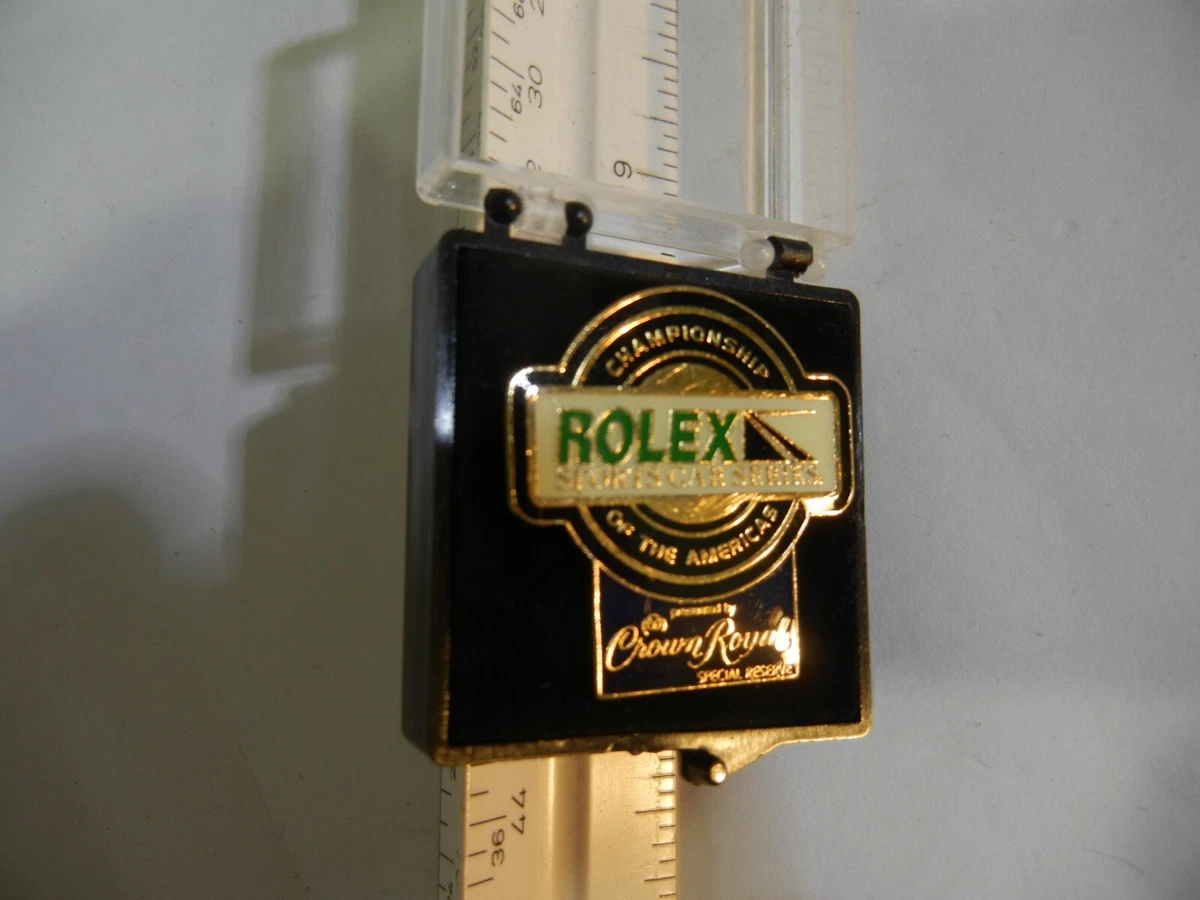 64
30
9
CHAMPIONSHIP
ROLEX
SPORTS CAR SERIES
OF THE AMERICAS
presented by
Crown Royal
SPECIAL RESERVE
36
44